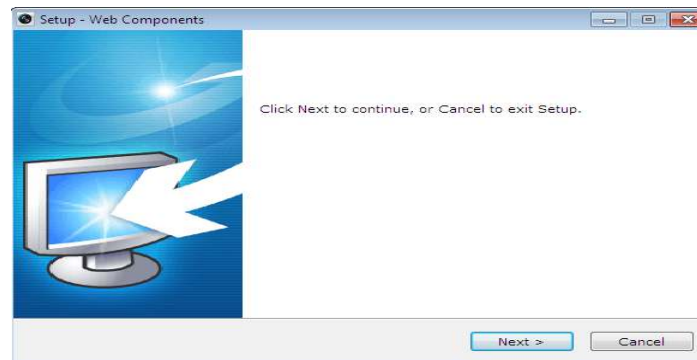 Setup - Web Components
Click Next to continue, or Cancel to exit Setup.
Next >
Cancel